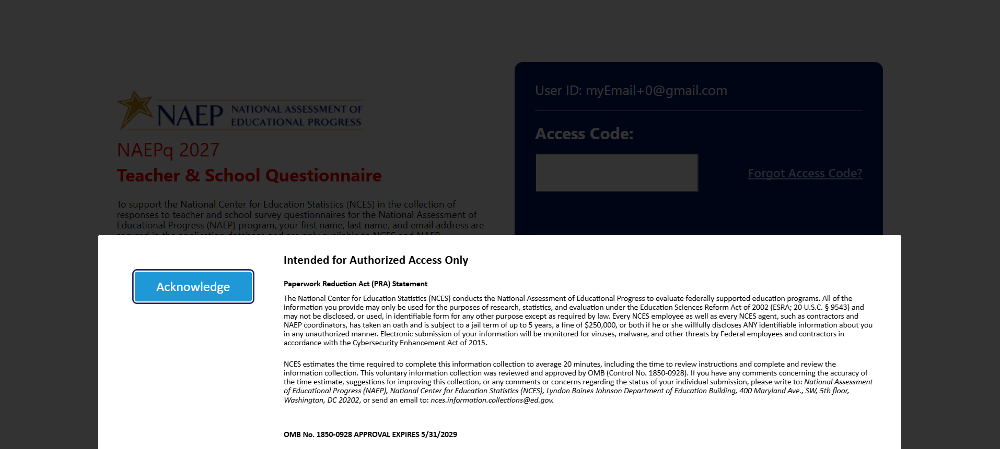 NAEP NATIONAL ASSESSMENT OF
EDUCATIONAL PROGRESS
NAEPq 2027
Teacher & School Questionnaire
To support the National Center for Education Statistics (NCES) in the collection of
responses to teacher and school survey questionnaires for the National Assessment of
Educational Progress (NAEP) program, your first name, last name, and email address are
secured in the application database and are only available to NCES and NAEP
User ID: myEmail+0@gmail.com
Access Code:
Forgot Access Code?
Acknowledge
Intended for Authorized Access Only
Paperwork Reduction Act (PRA) Statement
The National Center for Education Statistics (NCES) conducts the National Assessment of Educational Progress to evaluate federally supported education programs. All of the
information you provide may only be used for the purposes of research, statistics, and evaluation under the Education Sciences Reform Act of 2002 (ESRA; 20 U.S.C. § 9543) and
may not be disclosed, or used, in identifiable form for any other purpose except as required by law. Every NCES employee as well as every NCES agent, such as contractors and
NAEP coordinators, has taken an oath and is subject to a jail term of up to 5 years, a fine of $250,000, or both if he or she willfully discloses ANY identifiable information about you
in any unauthorized manner. Electronic submission of your information will be monitored for viruses, malware, and other threats by Federal employees and contractors in
accordance with the Cybersecurity Enhancement Act of 2015.
NCES estimates the time required to complete this information collection to average 20 minutes, including the time to review instructions and complete and review the
information collection. This voluntary information collection was reviewed and approved by OMB (Control No. 1850-0928). If you have any comments concerning the accuracy of
the time estimate, suggestions for improving this collection, or any comments or concerns regarding the status of your individual submission, please write to: National Assessment
of Educational Progress (NAEP), National Center for Education Statistics (NCES), Lyndon Baines Johnson Department of Education Building, 400 Maryland Ave., SW, 5th floor,
Washington, DC 20202, or send an email to: nces.information.collections@ed.gov.
OMB No. 1850-0928 APPROVAL EXPIRES 5/31/2029